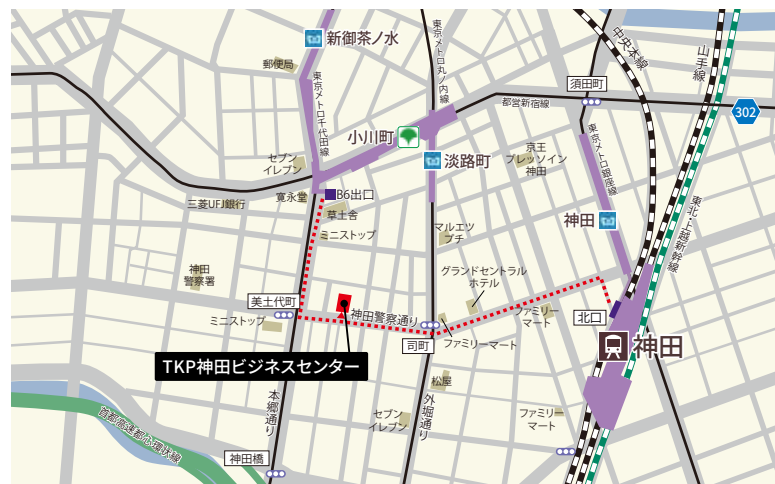 新御茶ノ水
郵便局
東京メトロ千代田線
東京メトロ丸ノ内線
中央本線
山手線
須田町
都営新宿線
302
小川町
淡路町
京王
プレッソイン
神田
東京メトロ銀座線
セブン
イレブン
三菱UFJ銀行
寛永堂
B6出口
草土舎
ミニストップ
マルエツ
プチ
神田
東北・上越新幹線
グランドセントラル
ホテル
神田
警察署
美土代町
ミニストップ
神田警察通り
司町
ファミリーマート
ファミリー
マート
北口
神田
TKP神田ビジネスセンター
松屋
本郷通り
外堀通り
セブン
イレブン
ファミリー
マート
首都高速都心環状線
神田橋